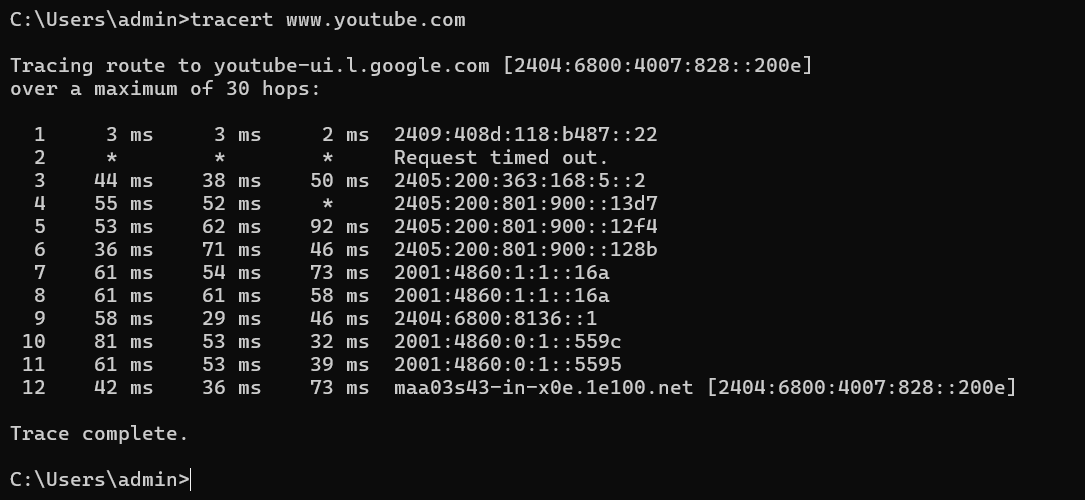 C:\Users\admin>tracert www.youtube.com
Tracing route to youtube-ui.l.google.com [2404:6800:4007:828::200e]
over a maximum of 30 hops:
1 3 ms 3 ms 2 ms 2409:408d:118:b487::22
2 * * * Request timed out.
3 44 ms 38 ms 50 ms 2405:200:363:168:5::2
4 55 ms 52 ms * 2405:200:801:900::13d7
5 53 ms 62 ms 92 ms 2405:200:801:900::12f4
6 36 ms 71 ms 46 ms 2405:200:801:900::128b
7 61 ms 54 ms 73 ms 2001:4860:1:1::16a
8 61 ms 61 ms 58 ms 2001:4860:1:1::16a
9 58 ms 29 ms 46 ms 2404:6800:8136::1
10 81 ms 53 ms 32 ms 2001:4860:0:1::559c
11 61 ms 53 ms 39 ms 2001:4860:0:1::5595
12 42 ms 36 ms 73 ms maa03s43-in-x0e.1e100.net [2404:6800:4007:828::200e]
Trace complete.
C:\Users\admin>